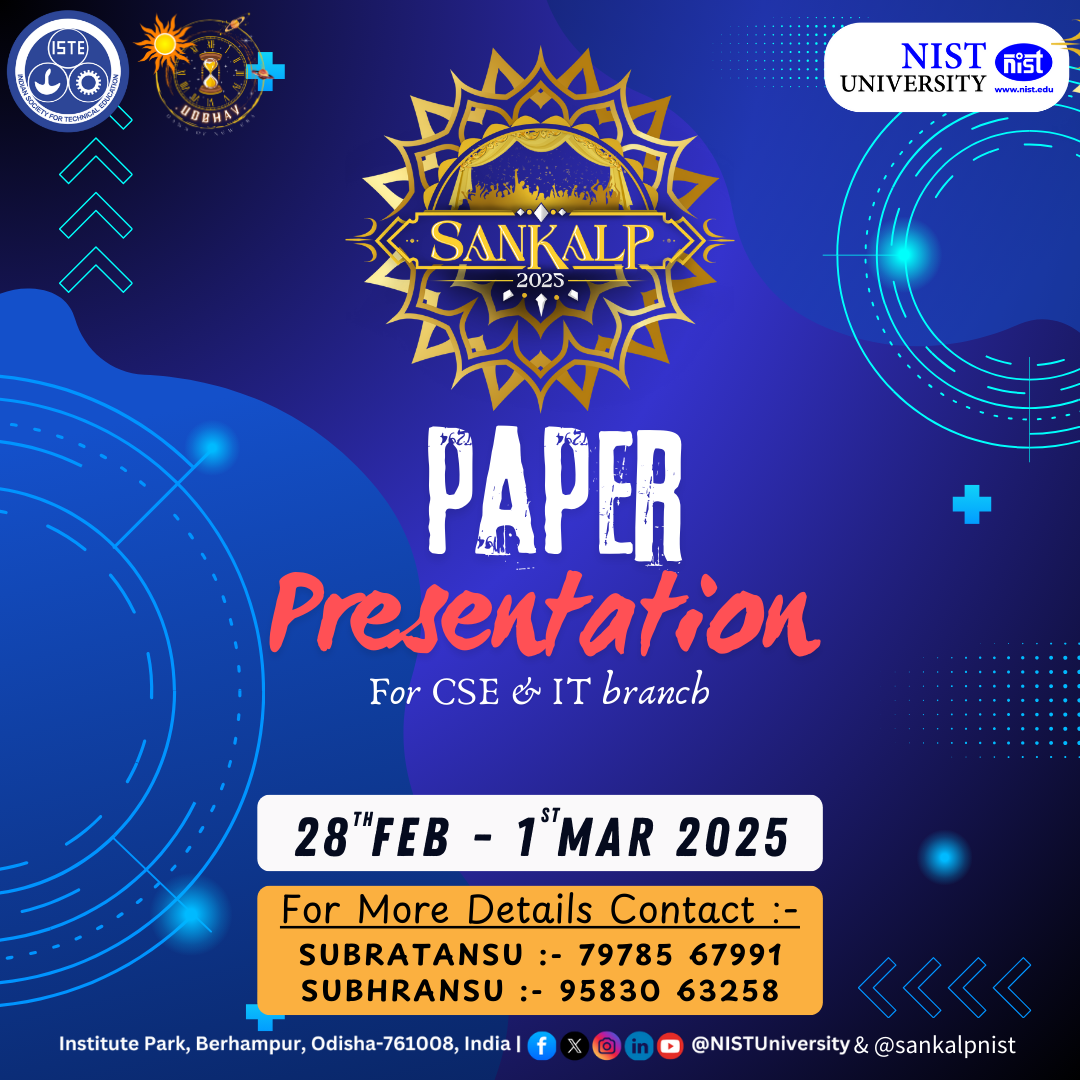 ISTE
INDIAN SOCIETY FOR TECHNICAL EDUCATION
UDBHAV
NIST
UNIVERSITY
nist
www.nist.edu
SANKALP
2025
PAPER
Presentation
For CSE & IT branch
28TH FEB - 1ST MAR 2025
For More Details Contact :-
SUBRATANSU :- 79785 67991
SUBHRANSU :- 95830 63258
Institute Park, Berhampur, Odisha-761008, India | @NISTUniversity & @sankalpnist